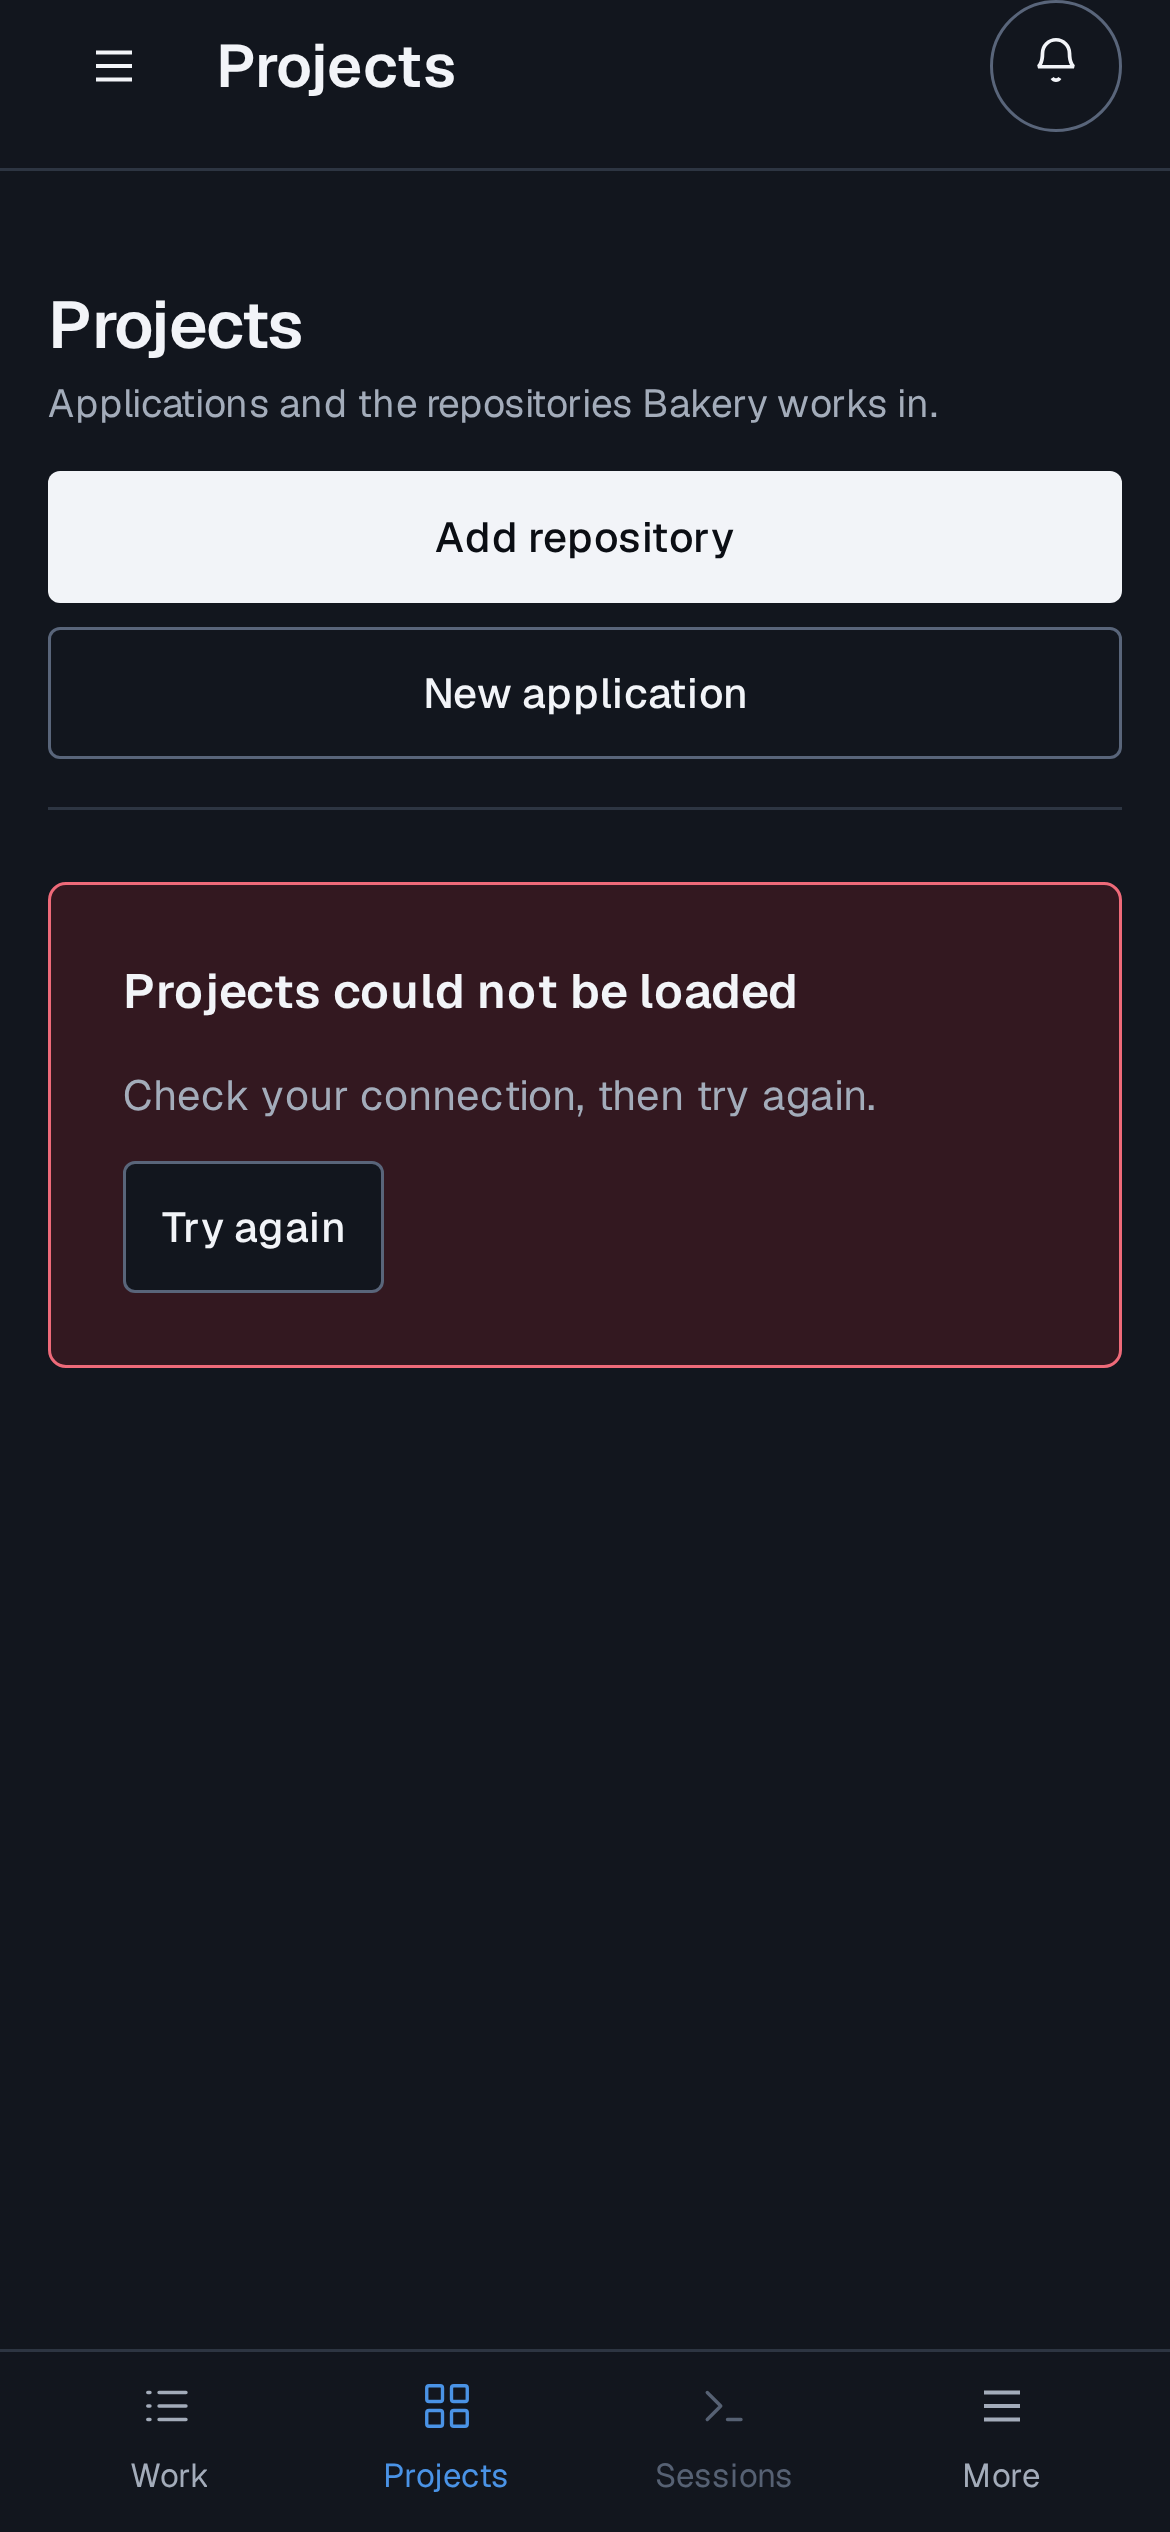 Projects
Projects
Applications and the repositories Bakery works in.
Add repository
New application
Projects could not be loaded
Check your connection, then try again.
Try again
Work
Projects
Sessions
More